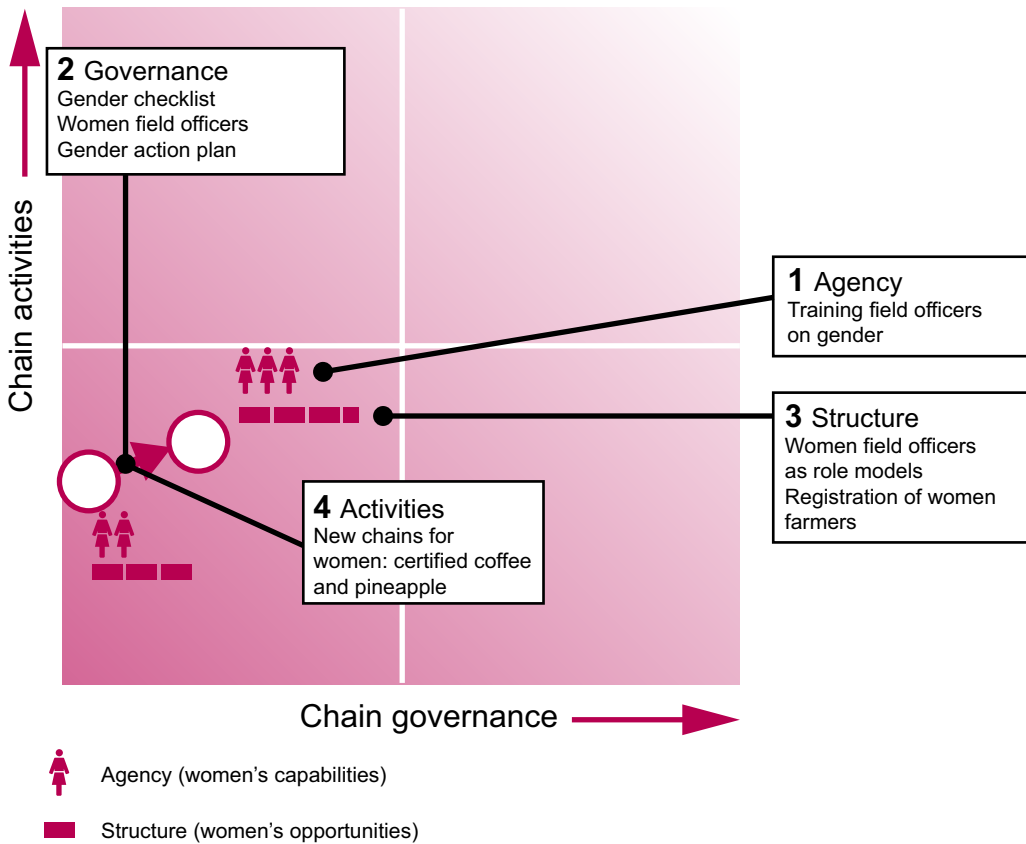 2 Governance
Gender checklist
Women field officers
Gender action plan
Chain activities
1 Agency
Training field officers
on gender
3 Structure
Women field officers
as role models
Registration of women
farmers
4 Activities
New chains for
women: certified coffee
and pineapple
Chain governance
Agency (women’s capabilities)
Structure (women’s opportunities)